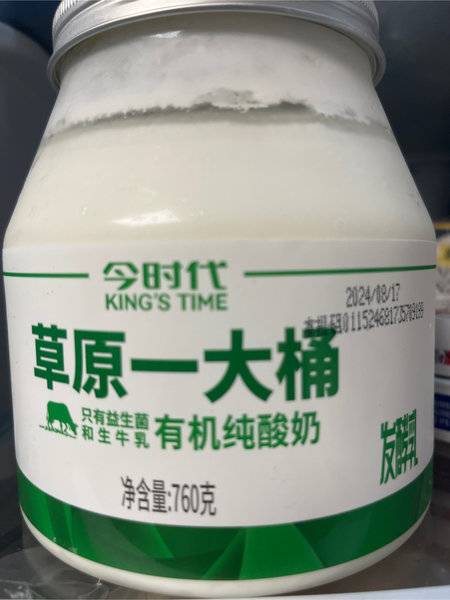 今时代
KING'S TIME
2024/08/17
草原一大桶
只有益生菌
和生牛乳
有机纯酸奶
发酵乳
净含量:760克